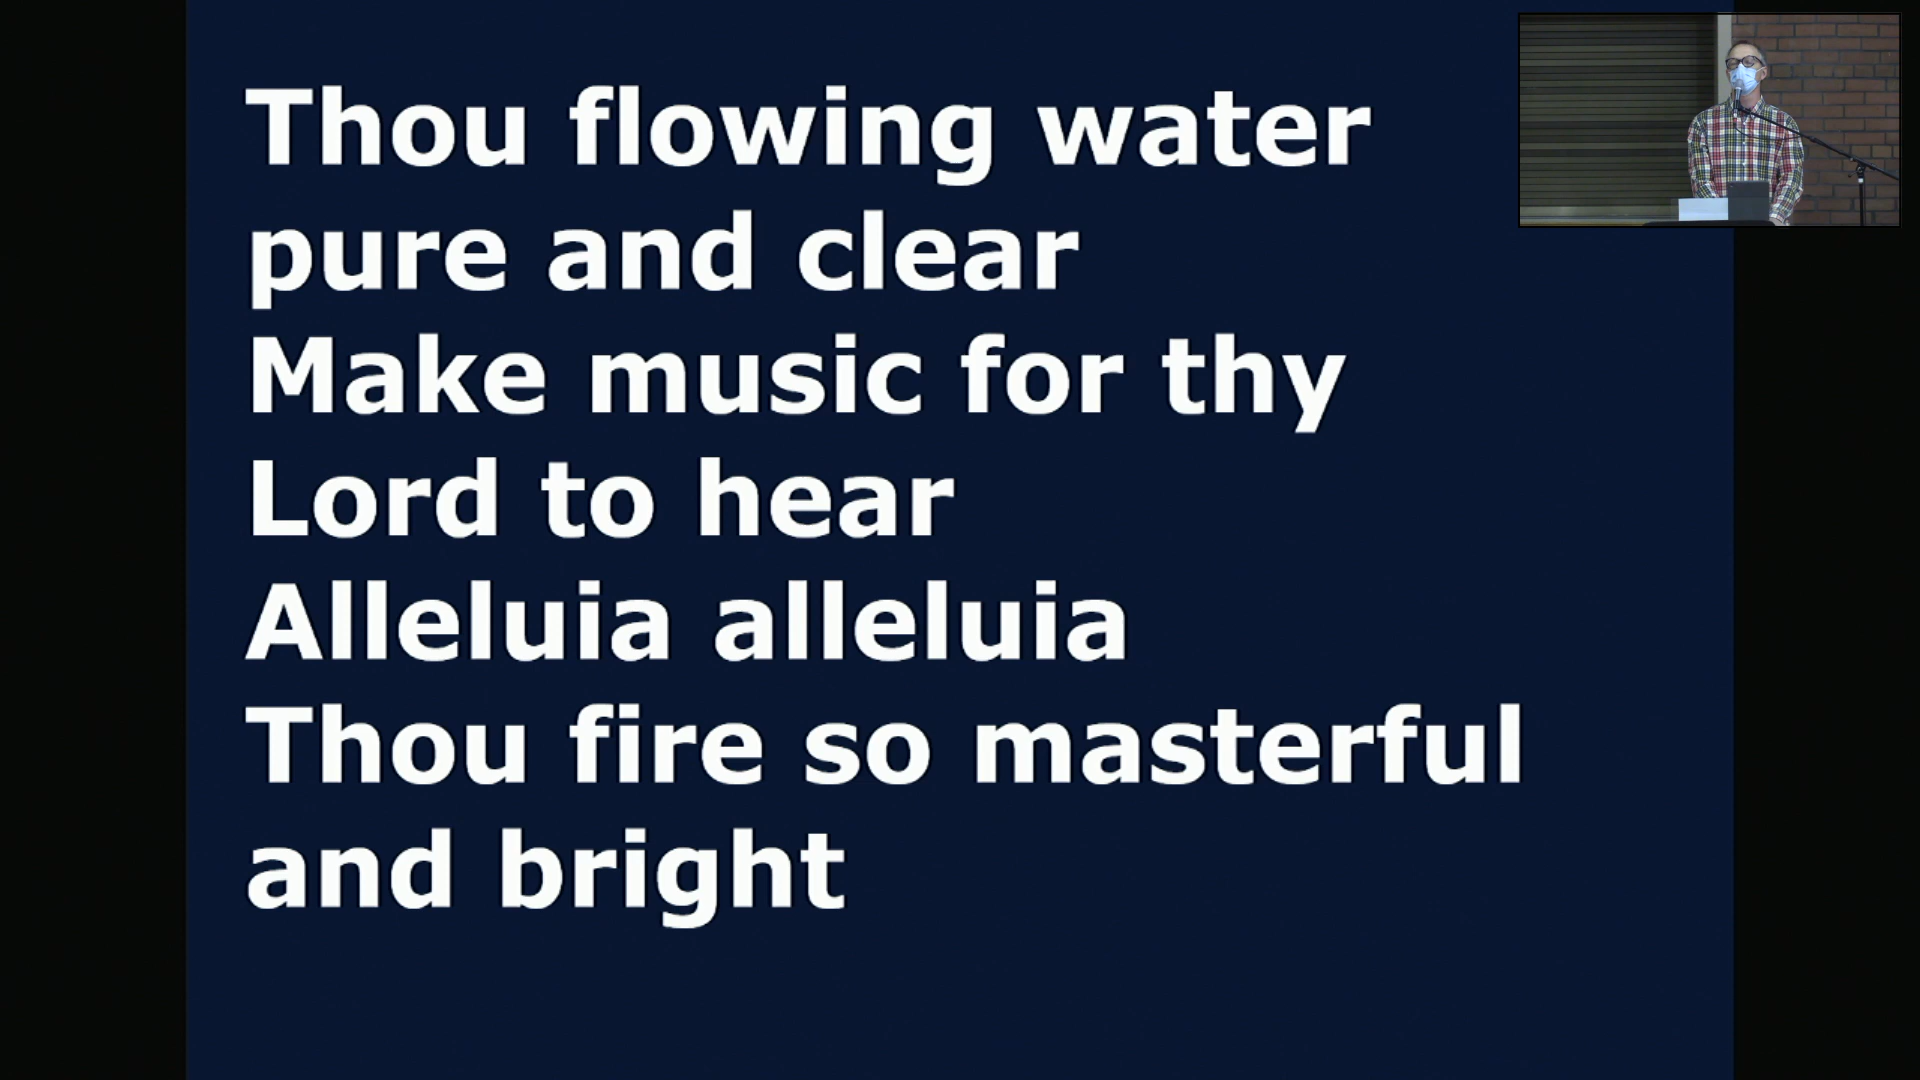 Thou flowing water
pure and clear
Make music for thy
Lord to hear
Alleluia alleluia
Thou fire so masterful
and bright